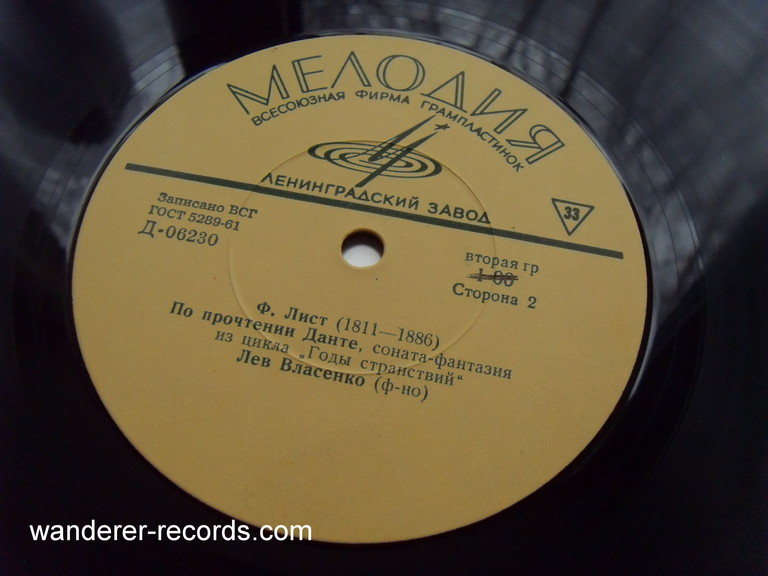 МЕЛОДИЯ
ВСЕСОЮЗНАЯ ФИРМА ГРАМПЛАСТИНОК
ЛЕНИНГРАДСКИЙ ЗАВОД
33
Записано ВСГ
ГОСТ 5289-61
Д-06230
вторая гр
1-00
Сторона 2
Ф. Лист (1811—1886)
По прочтении Данте, соната-фантазия
из цикла „Годы странствий“
Лев Власенко (ф-но)
wanderer-records.com